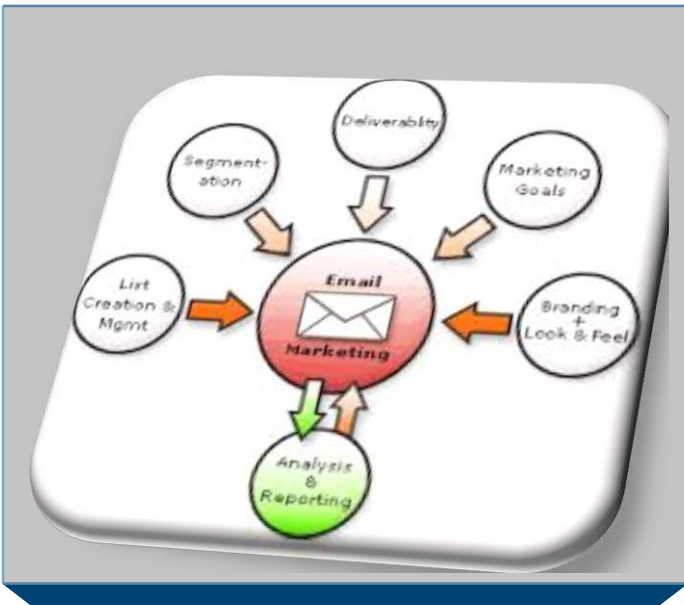 Deliverablity
Segment-
ation
Marketing
Goals
List
Creation &
Mgmt
Email
Marketing
Branding
+
Look & Feel
Analysis
&
Reporting